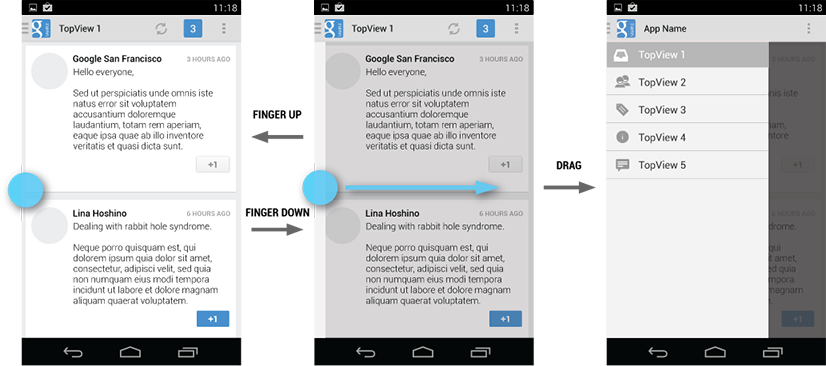 11:18
TopView 1
3
Google San Francisco
3 HOURS AGO
Hello everyone,
Sed ut perspiciatis unde omnis iste
natus error sit voluptatem
accusantium doloremque
laudantium, totam rem aperiam,
eaque ipsa quae ab illo inventore
veritatis et quasi dicta sunt.
+1
Lina Hoshino
6 HOURS AGO
Dealing with rabbit hole syndrome.
Neque porro quisquam est, qui
dolorem ipsum quia dolor sit amet,
consectetur, adipisci velit, sed quia
non numquam eius modi tempora
incidunt ut labore et dolore magnam
aliquam quaerat voluptatem.
+1
FINGER UP
FINGER DOWN
11:18
TopView 1
3
Google San Francisco
3 HOURS AGO
Hello everyone,
Sed ut perspiciatis unde omnis iste
natus error sit voluptatem
accusantium doloremque
laudantium, totam rem aperiam,
eaque ipsa quae ab illo inventore
veritatis et quasi dicta sunt.
+1
Lina Hoshino
6 HOURS AGO
Dealing with rabbit hole syndrome.
Neque porro quisquam est, qui
dolorem ipsum quia dolor sit amet,
consectetur, adipisci velit, sed quia
non numquam eius modi tempora
incidunt ut labore et dolore magnam
aliquam quaerat voluptatem.
+1
DRAG
11:18
App Name
TopView 1
TopView 2
TopView 3
TopView 4
TopView 5